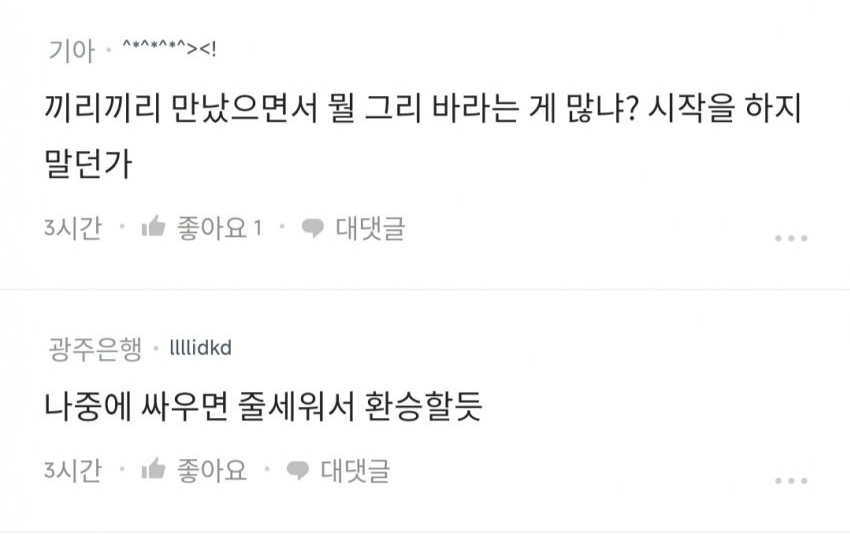 기아 · ^*^*^*^><!
끼리끼리 만났으면서 뭘 그리 바라는 게 많냐? 시작을 하지
말던가
3시간 · 좋아요 1 · 대댓글
광주은행 · llllidkd
나중에 싸우면 줄세워서 환승할듯
3시간 · 좋아요 · 대댓글